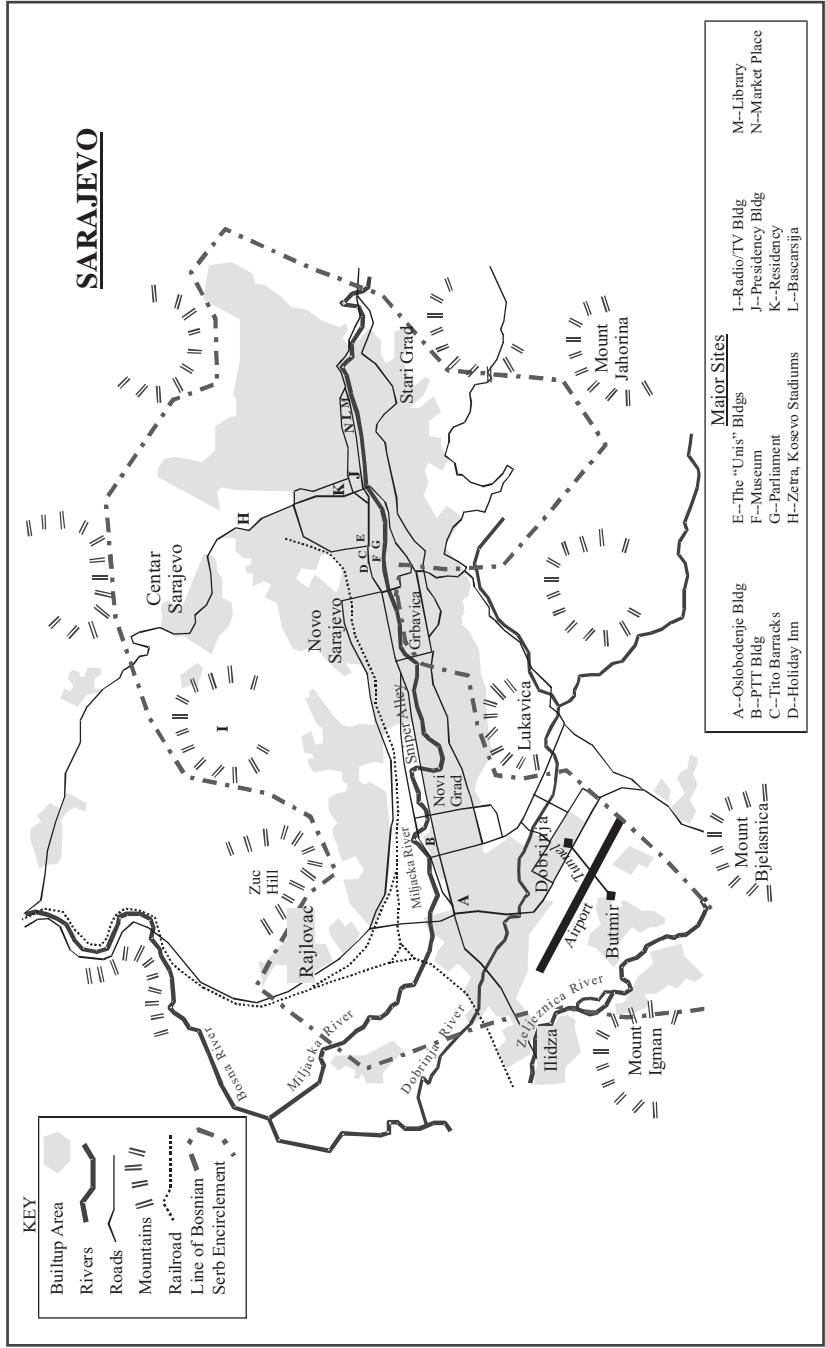 SARAJEVO
KEY
Builtup Area
Rivers
Roads
Mountains
Railroad
Line of Bosnian
Serb Encirclement
Bosna River
Miljacka River
Dobrinja River
Zeljeznica River
Ilidza
Mount
Igman
Rajlovac
Zuc
Hill
Miljacka River
A
B
Airport
Butmir
Tunnel
Dobrinja
Novi
Grad
Sniper Alley
Lukavica
Mount
Bjelasnica
I
Novo
Sarajevo
Centar
Sarajevo
Grbavica
H
D C E
F G
K
J
N L M
Stari Grad
Mount
Jahorina
Major Sites
A--Oslobodenje Bldg
B--PTT Bldg
C--Tito Barracks
D--Holiday Inn
E--The "Unis" Bldgs
F--Museum
G--Parliament
H--Zetra, Kosevo Stadiums
I--Radio/TV Bldg
J--Presidency Bldg
K--Residency
L--Bascarsija
M--Library
N--Market Place